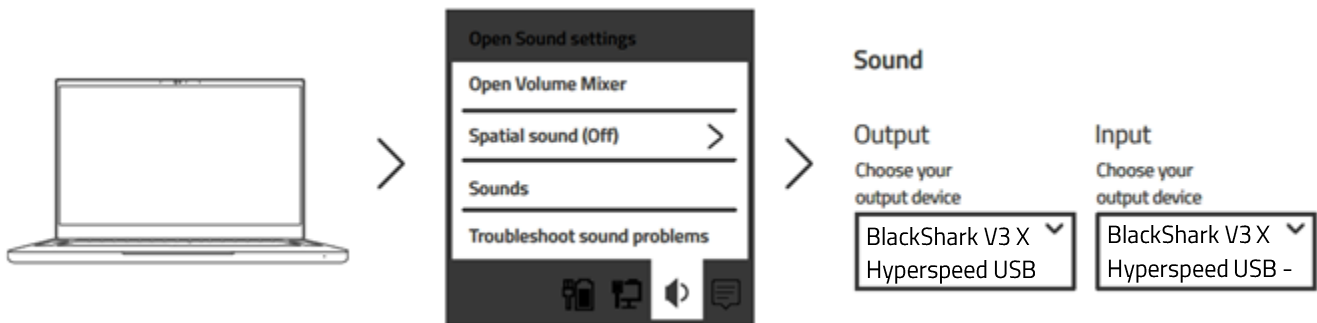 Open Sound settings
Open Volume Mixer
Spatial sound (Off)
Sounds
Troubleshoot sound problems
Sound
Output
Choose your
output device
BlackShark V3 X
Hyperspeed USB
Input
Choose your
output device
BlackShark V3 X
Hyperspeed USB -